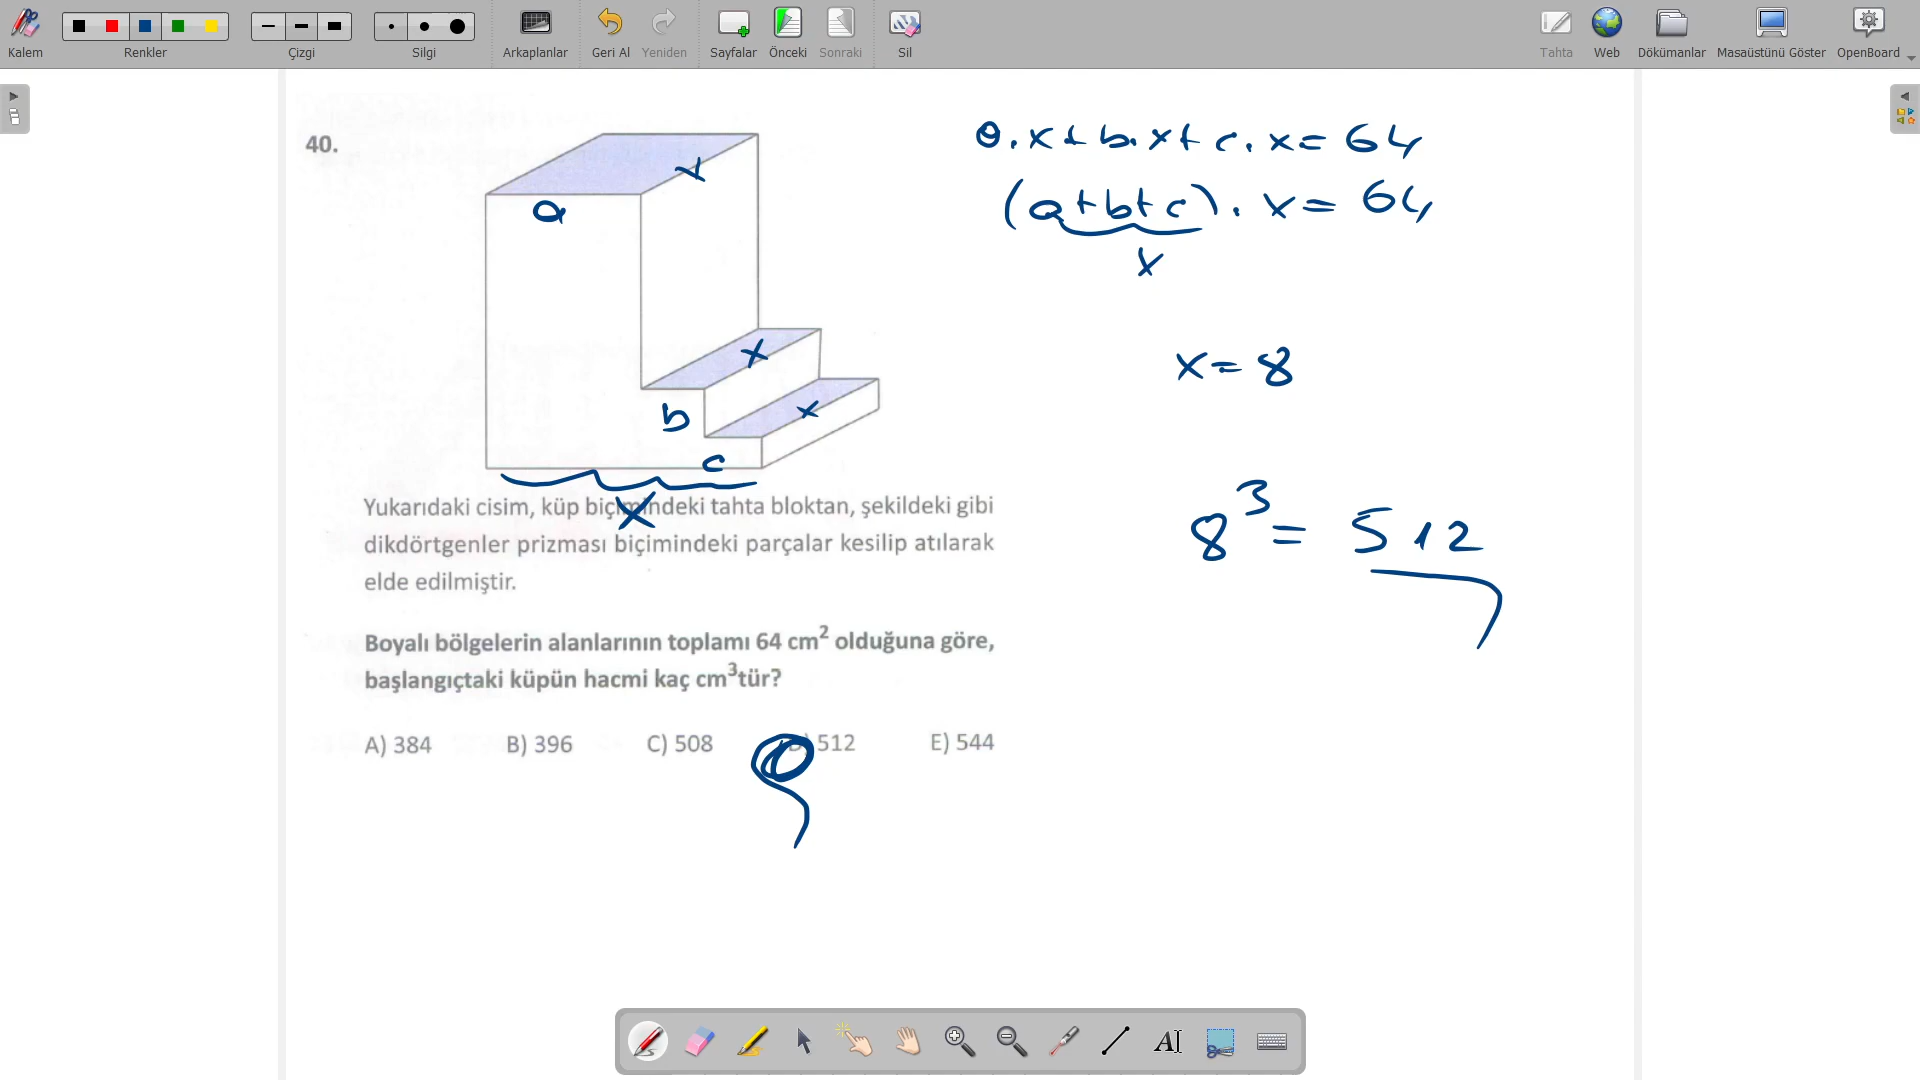 Kalem Renkler Çizgi Silgi Arkaplanlar Geri Al Yeniden Sayfalar Önceki Sonraki Sil Tahta Web Dökümanlar Masaüstünü Göster OpenBoard
40.
a
x
x
x
b
c
x
Yukarıdaki cisim, küp biçimindeki tahta bloktan, şekildeki gibi
dikdörtgenler prizması biçimindeki parçalar kesilip atılarak
elde edilmiştir.
Boyalı bölgelerin alanlarının toplamı 64 cm² olduğuna göre,
başlangıçtaki küpün hacmi kaç cm³tür?
A) 384 B) 396 C) 508 D) 512 E) 544
a.x+b.x+c.x=64
(a+b+c).x=64
x
x=8
8³=512